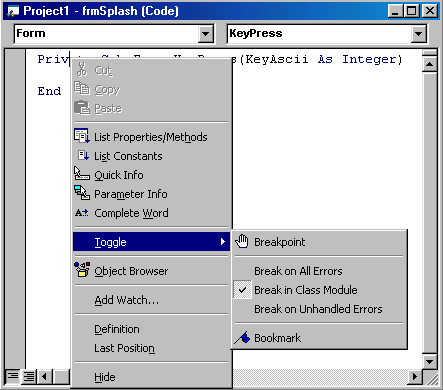 Project1 - frmSplash (Code)
Form KeyPress
Private Sub (KeyAscii As Integer)
Cut
Copy
End
Paste
List Properties/Methods
List Constants
Quick Info
Parameter Info
Complete Word
Toggle
Breakpoint
Object Browser
Break on All Errors
Break in Class Module
Add Watch...
Break on Unhandled Errors
Definition
Bookmark
Last Position
Hide